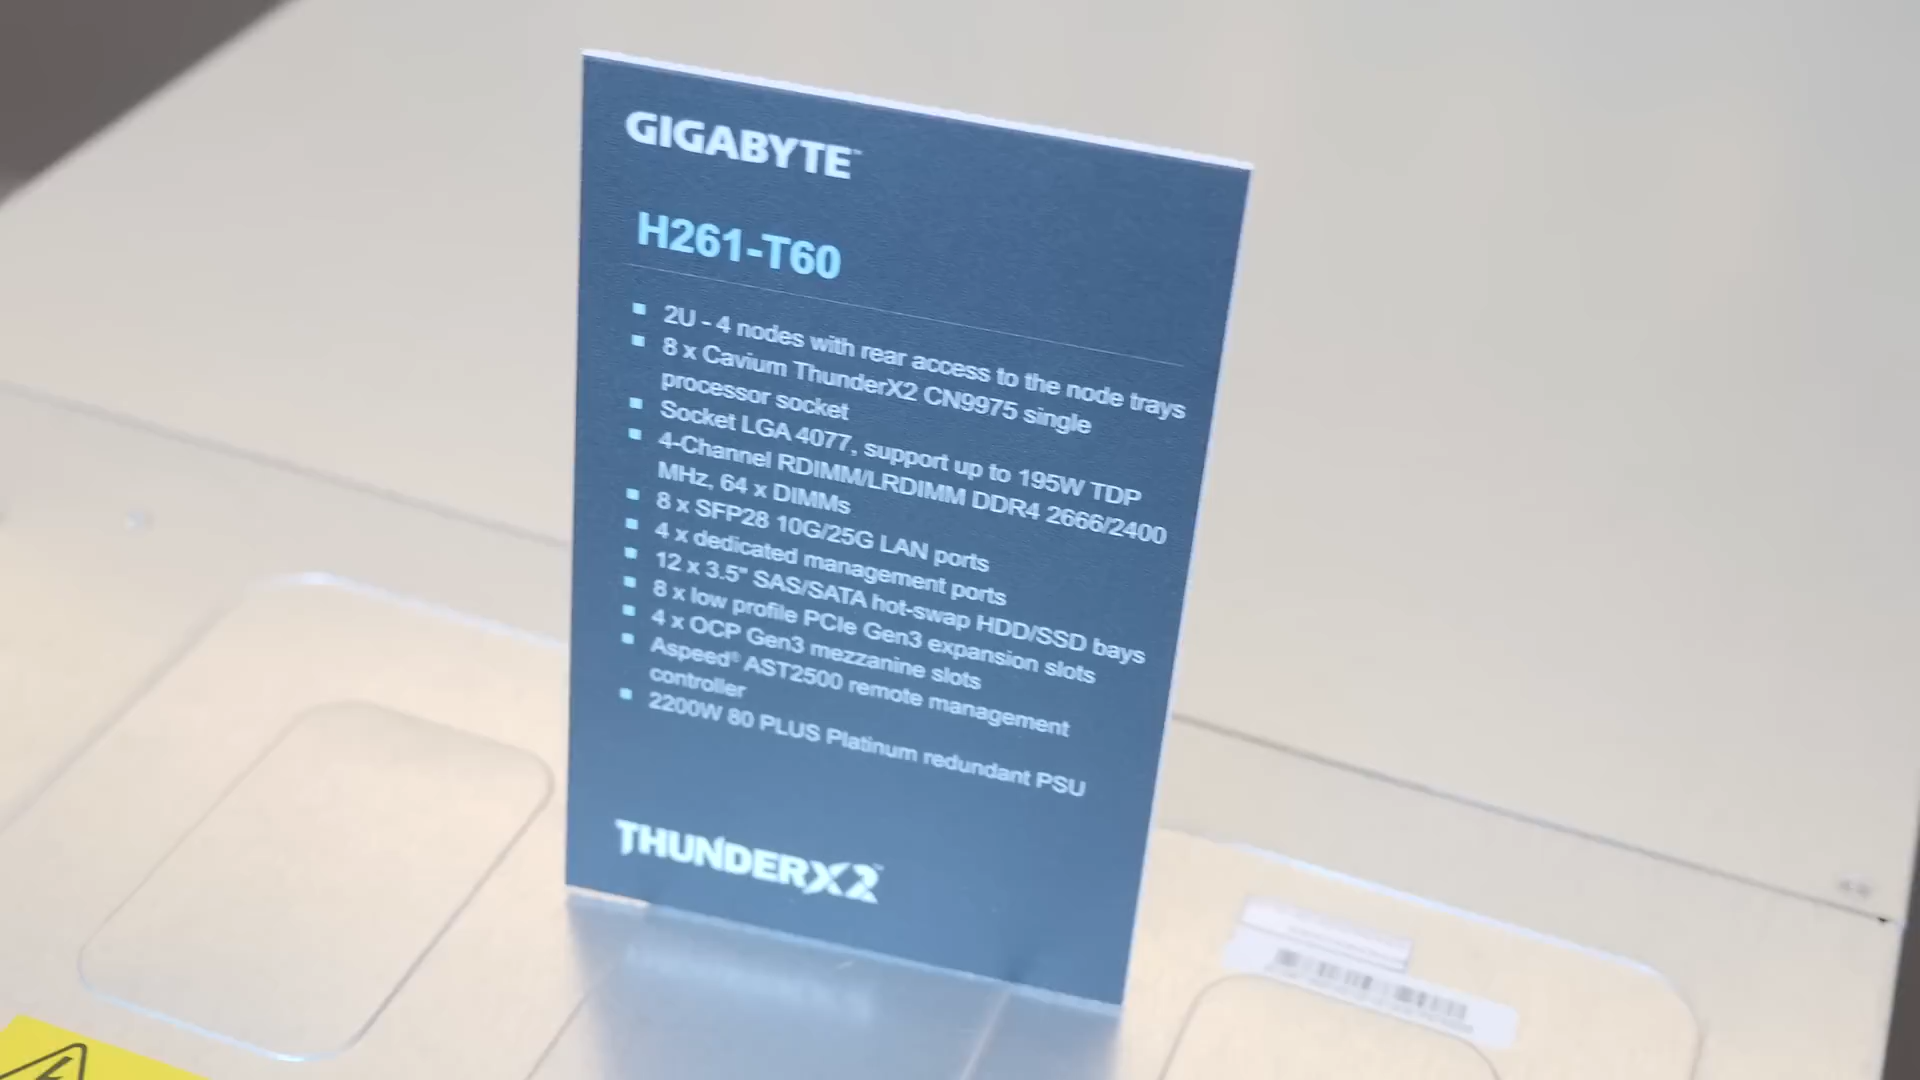 GIGABYTE™
H261-T60
▪ 2U - 4 nodes with rear access to the node trays
▪ 8 x Cavium ThunderX2 CN9975 single
processor socket
▪ Socket LGA 4077, support up to 195W TDP
▪ 4-Channel RDIMM/LRDIMM DDR4 2666/2400
MHz, 64 x DIMMs
▪ 8 x SFP28 10G/25G LAN ports
▪ 4 x dedicated management ports
▪ 12 x 3.5" SAS/SATA hot-swap HDD/SSD bays
▪ 8 x low profile PCIe Gen3 expansion slots
▪ 4 x OCP Gen3 mezzanine slots
▪ Aspeed® AST2500 remote management
controller
▪ 2200W 80 PLUS Platinum redundant PSU
THUNDERX2™